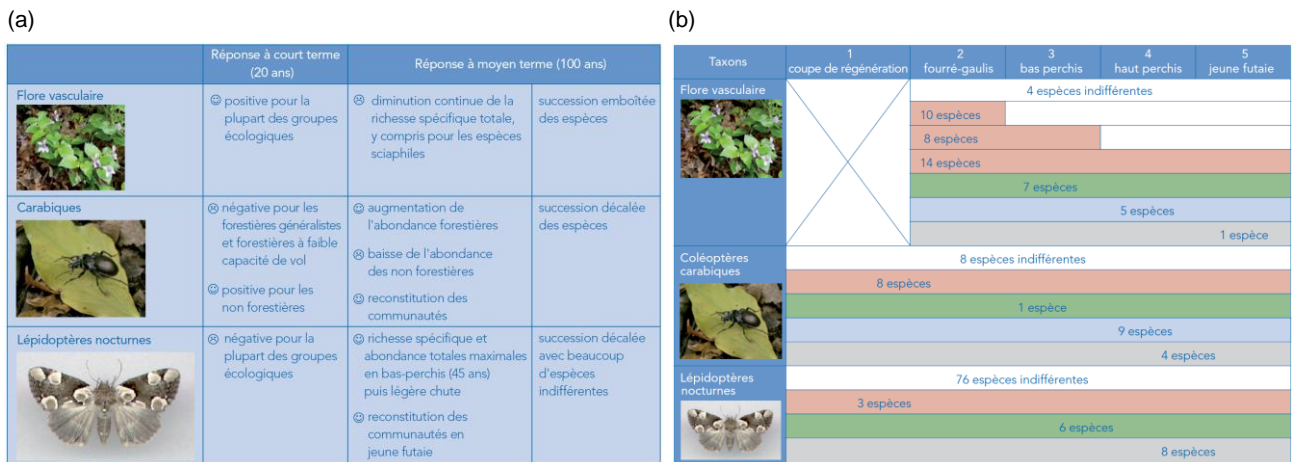 (a)
Réponse à court terme
(20 ans)
Réponse à moyen terme (100 ans)
Flore vasculaire
☺ positive pour la
plupart des groupes
écologiques
☹ diminution continue de la
richesse spécifique totale,
y compris pour les espèces
sciaphiles
succession emboîtée
des espèces
Carabiques
☹ négative pour les
forestières généralistes
et forestières à faible
capacité de vol
☺ positive pour les
non forestières
☺ augmentation de
l'abondance forestières
☹ baisse de l'abondance
des non forestières
☺ reconstitution des
communautés
succession décalée
des espèces
Lépidoptères nocturnes
☹ négative pour la
plupart des groupes
écologiques
☺ richesse spécifique et
abondance totales maximales
en bas-perchis (45 ans)
puis légère chute
☺ reconstitution des
communautés en
jeune futaie
succession décalée
avec beaucoup
d'espèces
indifférentes
(b)
Taxons
1
coupe de régénération
2
fourré-gaulis
3
bas perchis
4
haut perchis
5
jeune futaie
Flore vasculaire
4 espèces indifférentes
10 espèces
8 espèces
14 espèces
7 espèces
5 espèces
1 espèce
Coléoptères
carabiques
8 espèces indifférentes
8 espèces
1 espèce
9 espèces
4 espèces
Lépidoptères
nocturnes
76 espèces indifférentes
3 espèces
6 espèces
8 espèces